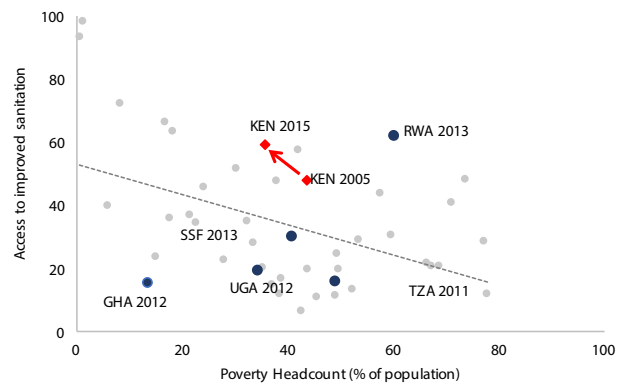 100
80
60
40
20
0
Access to improved sanitation
KEN 2015
RWA 2013
KEN 2005
SSF 2013
UGA 2012
TZA 2011
GHA 2012
0 20 40 60 80 100
Poverty Headcount (% of population)